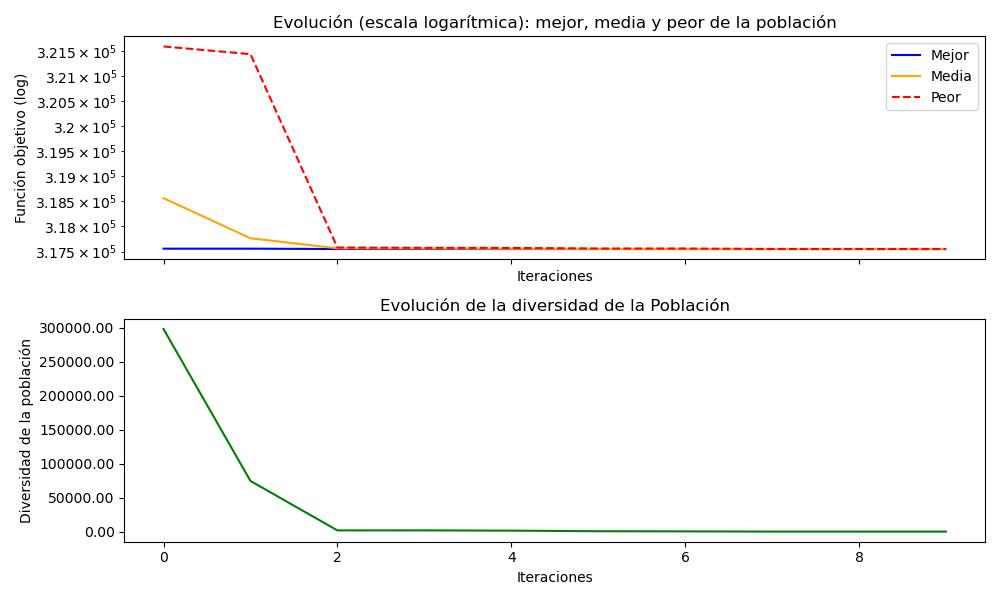 Evolución (escala logarítmica): mejor, media y peor de la población
Función objetivo (log)
3.215 × 10⁵
3.21 × 10⁵
3.205 × 10⁵
3.2 × 10⁵
3.195 × 10⁵
3.19 × 10⁵
3.185 × 10⁵
3.18 × 10⁵
3.175 × 10⁵
Mejor
Media
Peor
Iteraciones
Evolución de la diversidad de la Población
Diversidad de la población
300000.00
250000.00
200000.00
150000.00
100000.00
50000.00
0.00
0 2 4 6 8
Iteraciones